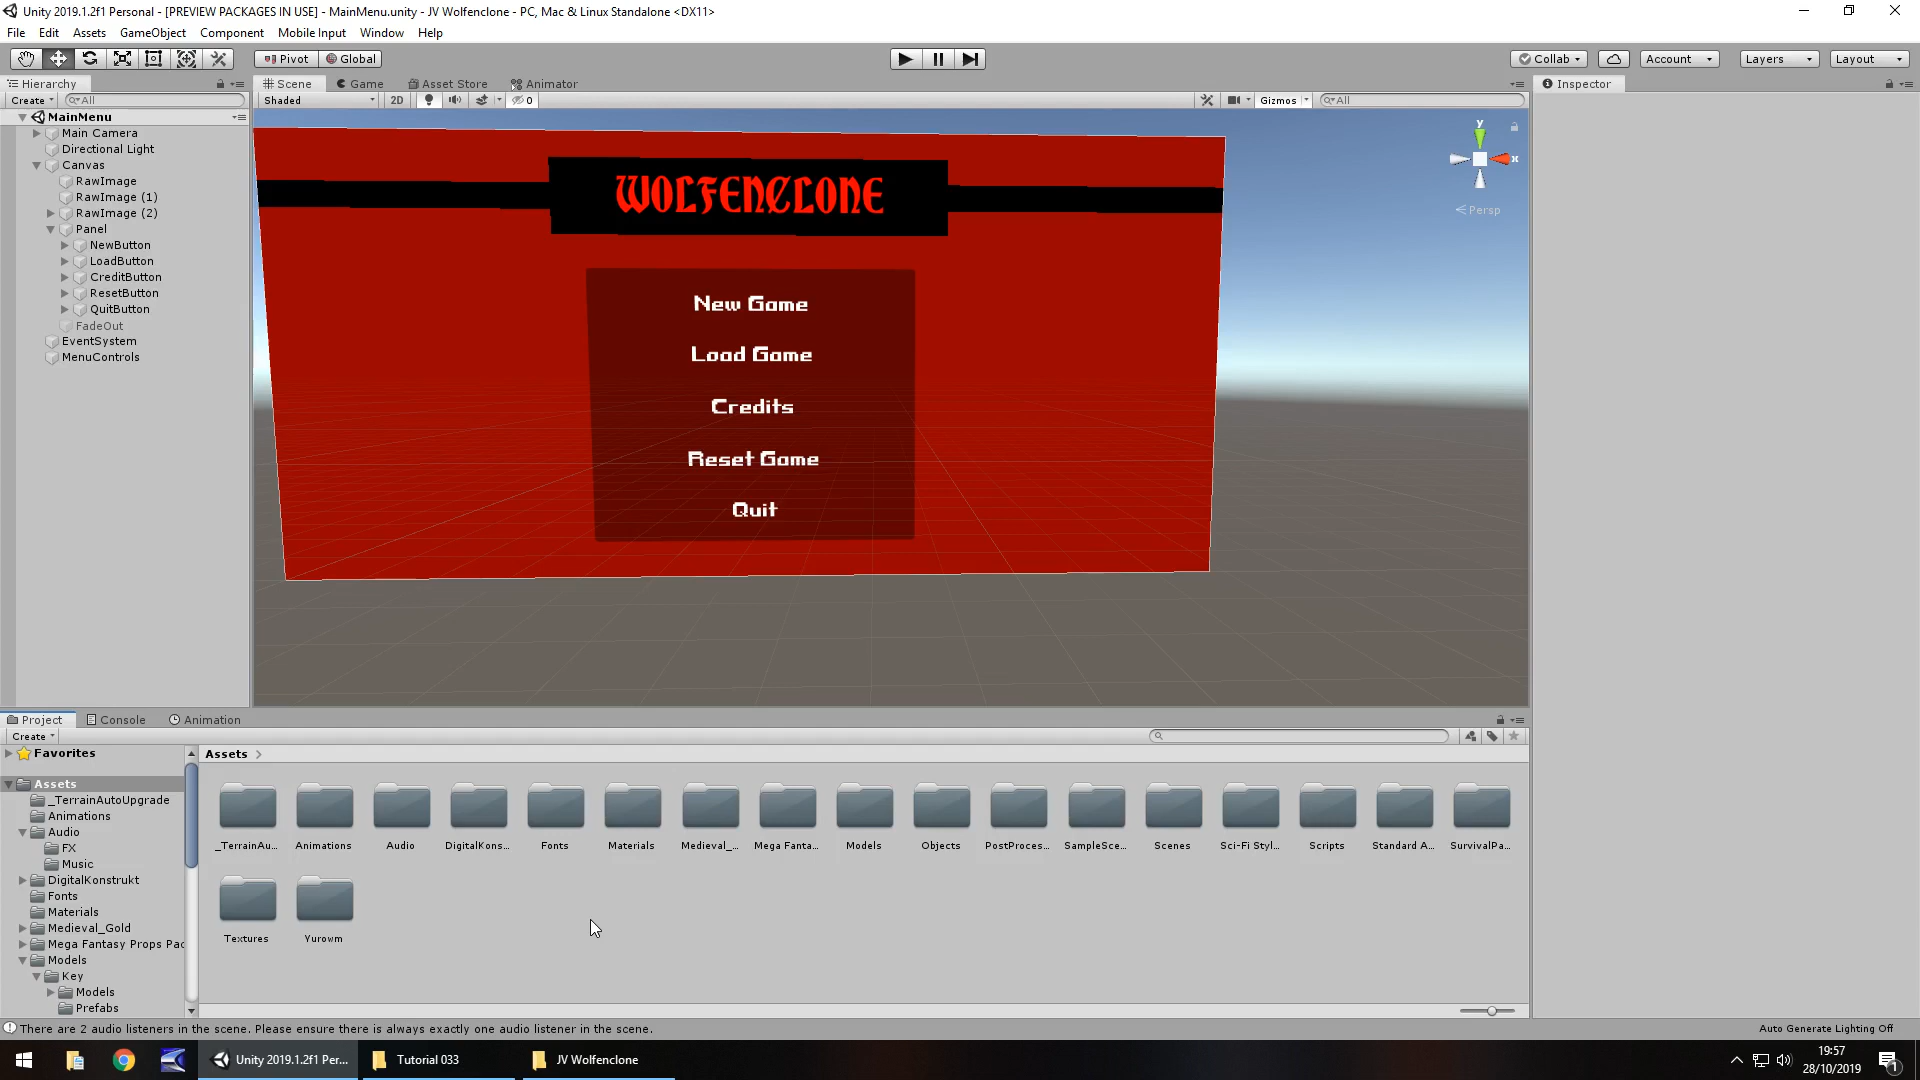 Unity 2019.1.2f1 Personal - [PREVIEW PACKAGES IN USE] - MainMenu.unity - JV Wolfenclone - PC, Mac & Linux Standalone <DX11>
File Edit Assets GameObject Component Mobile Input Window Help
Pivot Global Collab Account Layers Layout
Hierarchy Scene Game Asset Store Animator Inspector
Create All Shaded 2D 0 Gizmos All
MainMenu
Main Camera
Directional Light
Canvas
RawImage
RawImage (1)
RawImage (2)
Panel
NewButton
LoadButton
CreditButton
ResetButton
QuitButton
FadeOut
EventSystem
MenuControls
y
x
Persp
WOLFENCLONE
New Game
Load Game
Credits
Reset Game
Quit
Project Console Animation
Create
Favorites
Assets
_TerrainAutoUpgrade
Animations
Audio
FX
Music
DigitalKonstrukt
Fonts
Materials
Medieval_Gold
Mega Fantasy Props Pac
Models
Key
Models
Prefabs
Assets
_TerrainAu... Animations Audio DigitalKons... Fonts Materials Medieval_... Mega Fanta... Models Objects PostProces... SampleSce... Scenes Sci-Fi Styl... Scripts Standard A... SurvivalPa...
Textures Yurowm
There are 2 audio listeners in the scene. Please ensure there is always exactly one audio listener in the scene.
Auto Generate Lighting Off
Unity 2019.1.2f1 Per... Tutorial 033 JV Wolfenclone
19:57
28/10/2019
1